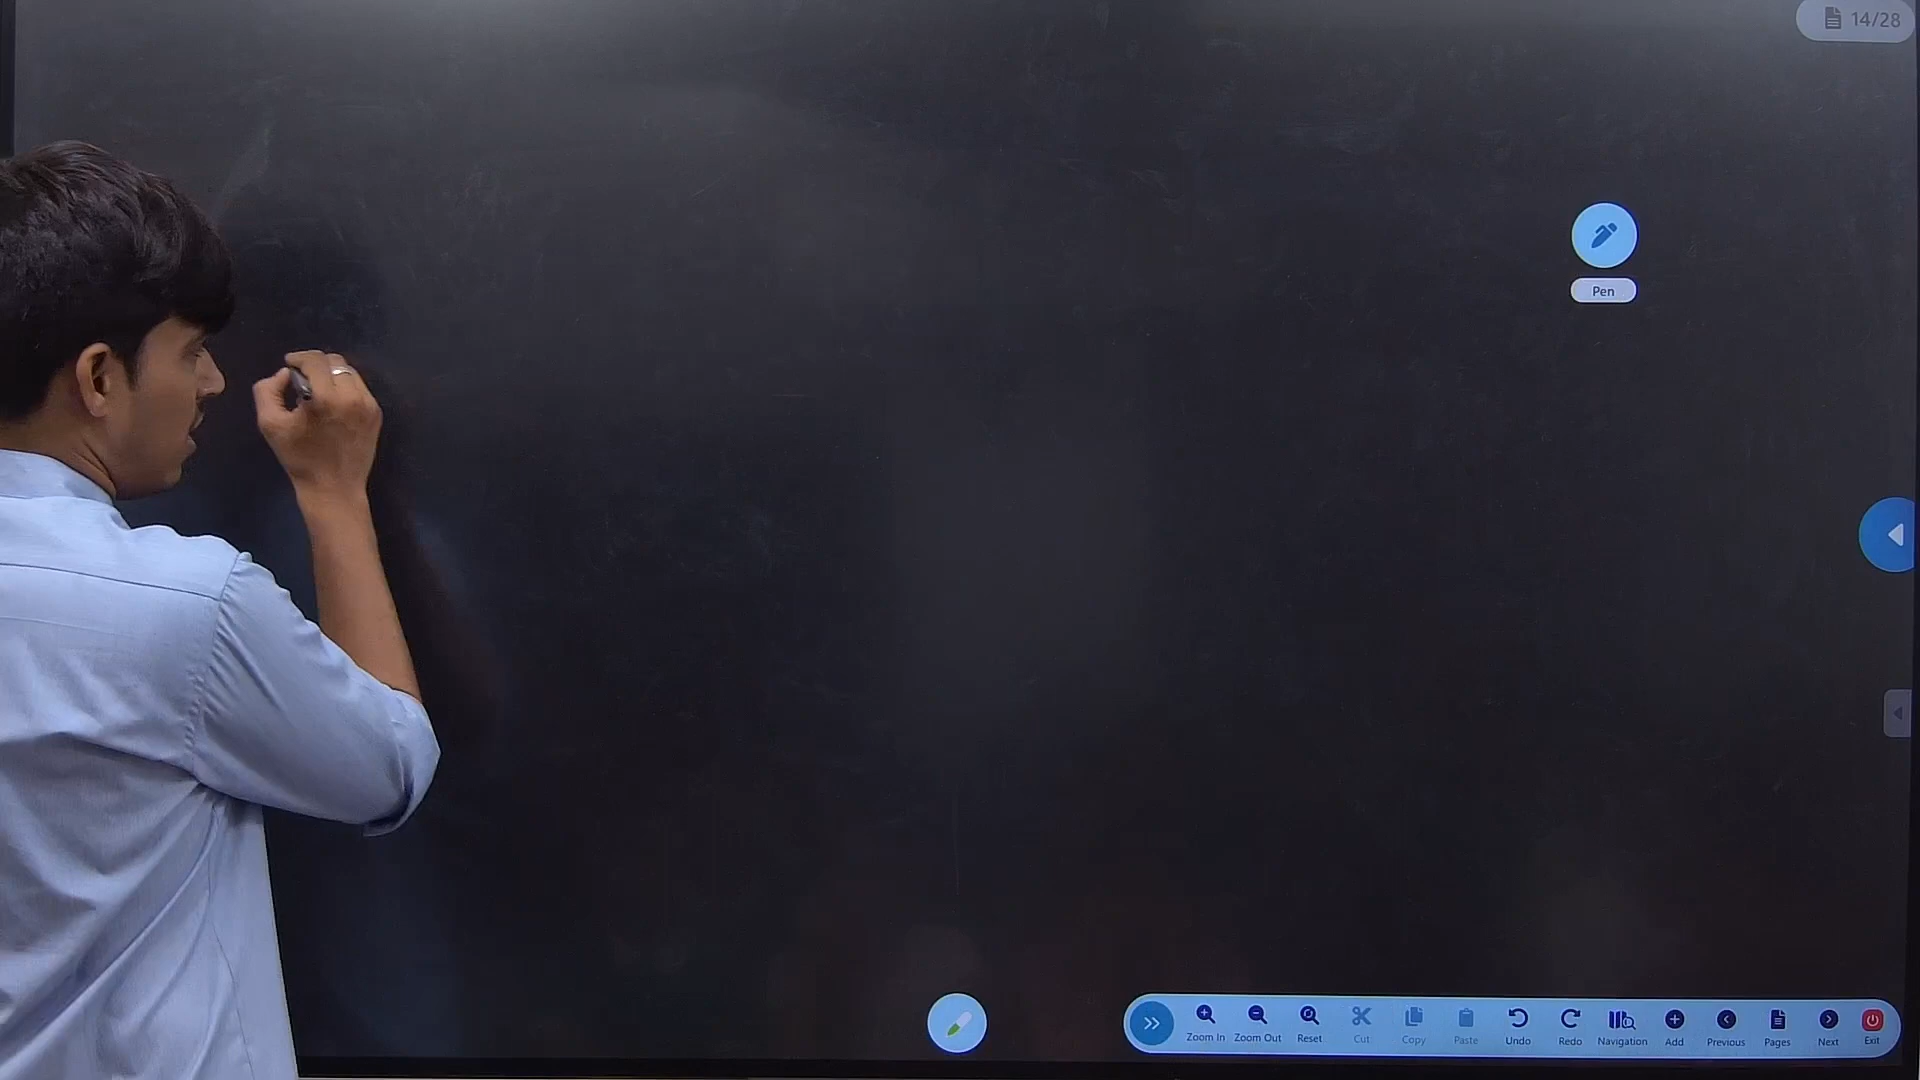 14/28
Pen
Zoom In Zoom Out Reset Cut Copy Paste Undo Redo Navigation Add Previous Pages Next Exit